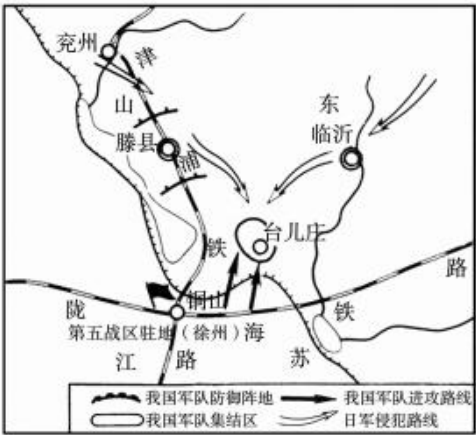 兖州
津
山
滕县
浦
铁
东
临沂
台儿庄
路
陇
铜山
海
铁
第五战区驻地(徐州)
江
路
苏
我国军队防御阵地
我国军队进攻路线
我国军队集结区
日军侵犯路线